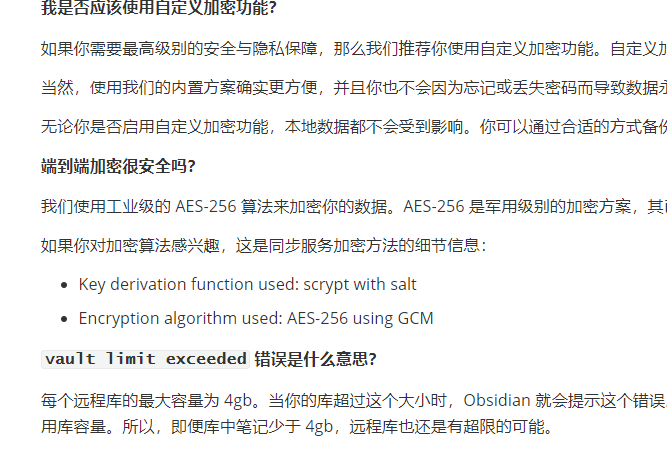 我是否应该使用自定义加密功能？
如果你需要最高级别的安全与隐私保障，那么我们推荐你使用自定义加密功能。自定义加
当然，使用我们的内置方案确实更方便，并且你也不会因为忘记或丢失密码而导致数据
无论你是否启用自定义加密功能，本地数据都不会受到影响。你可以通过合适的方式备
端到端加密很安全吗？
我们使用工业级的 AES-256 算法来加密你的数据。AES-256 是军用级别的加密方案，其
如果你对加密算法感兴趣，这是同步服务加密方法的细节信息：
• Key derivation function used: scrypt with salt
• Encryption algorithm used: AES-256 using GCM
vault limit exceeded 错误是什么意思？
每个远程库的最大容量为 4gb。当你的库超过这个大小时，Obsidian 就会提示这个错误
用库容量。所以，即便库中笔记少于 4gb，远程库也还是有超限的可能。